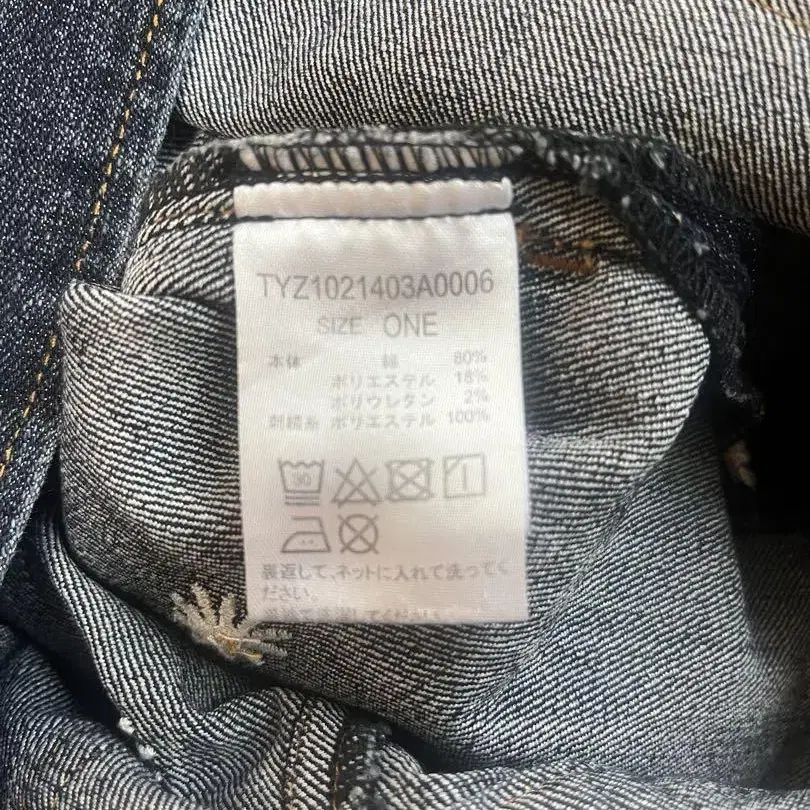 TYZ1021403A0006
SIZE ONE
本体 綿 80%
ポリエステル 18%
ポリウレタン 2%
刺繍糸 ポリエステル 100%
30
裏返して、ネットに入れて洗ってく
ださい。